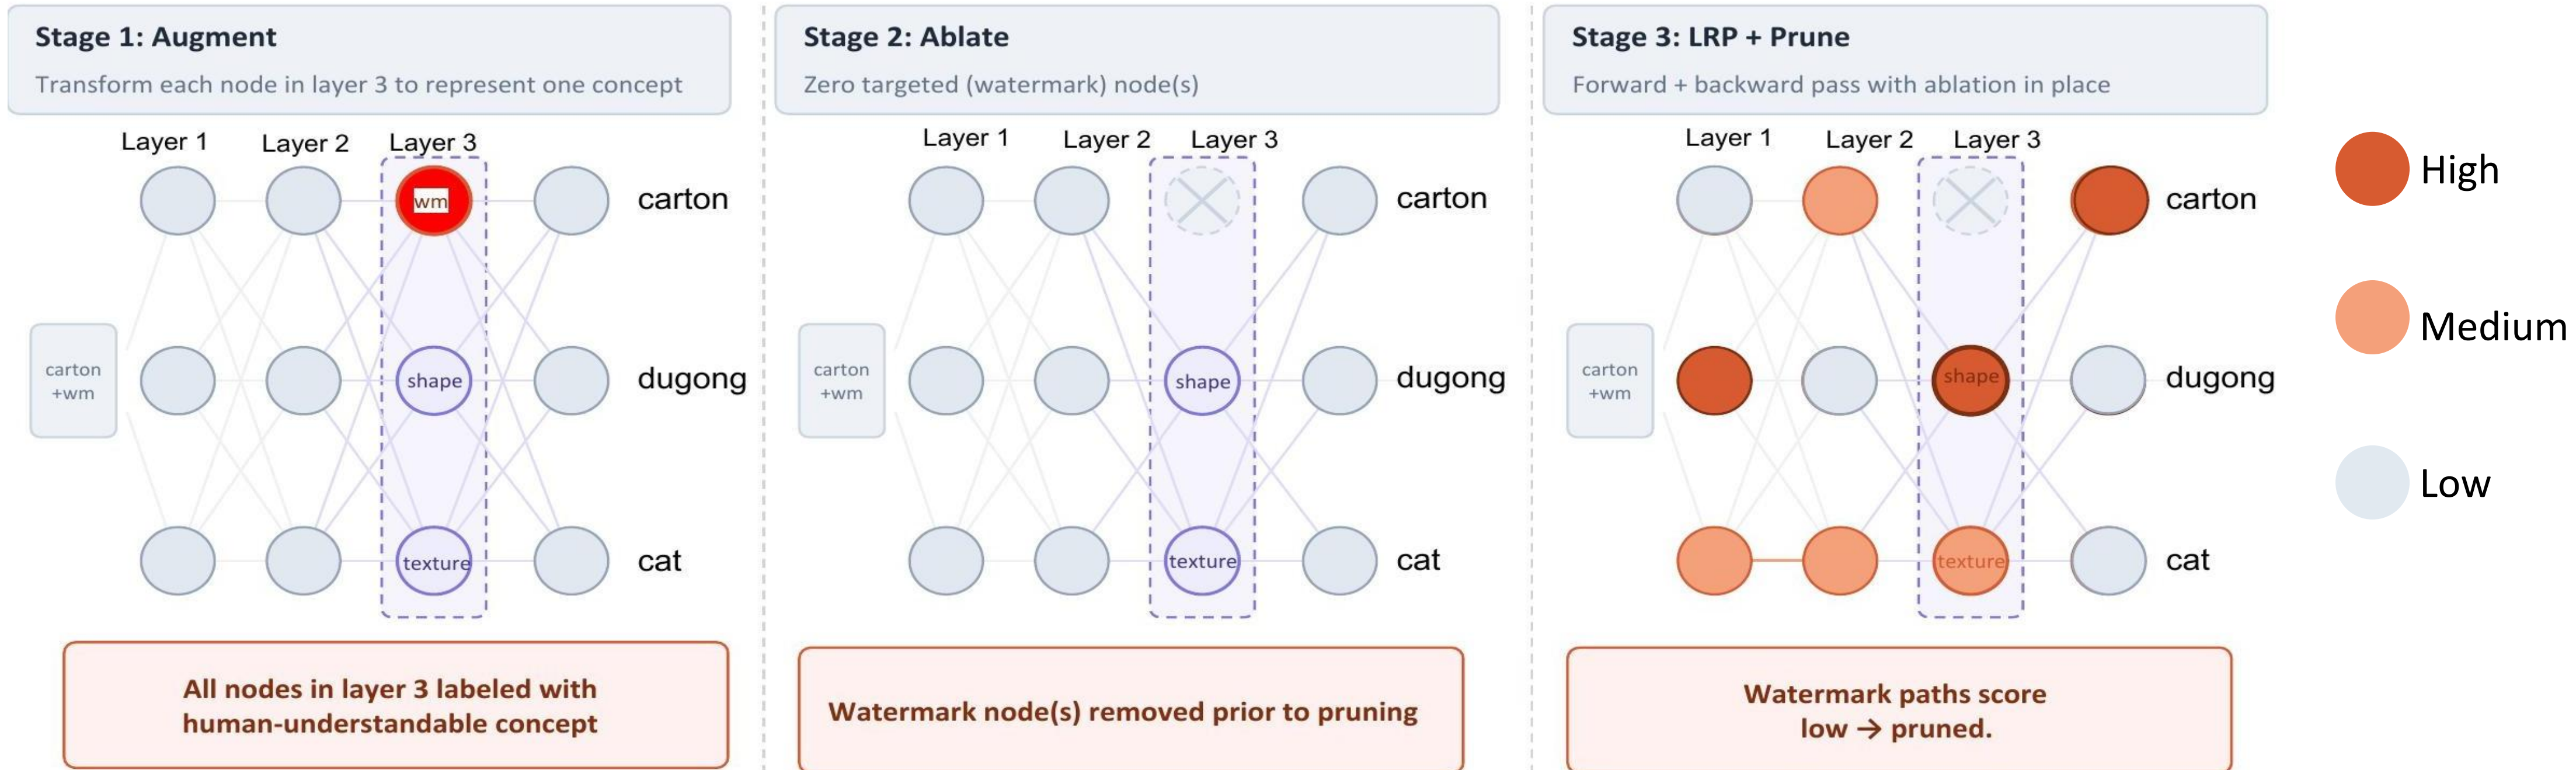 Stage 1: Augment
Transform each node in layer 3 to represent one concept
Layer 1
Layer 2
Layer 3
wm
carton
carton
+wm
shape
dugong
texture
cat
All nodes in layer 3 labeled with
human-understandable concept
Stage 2: Ablate
Zero targeted (watermark) node(s)
Layer 1
Layer 2
Layer 3
carton
carton
+wm
shape
dugong
texture
cat
Watermark node(s) removed prior to pruning
Stage 3: LRP + Prune
Forward + backward pass with ablation in place
Layer 1
Layer 2
Layer 3
carton
carton
+wm
shape
dugong
texture
cat
Watermark paths score
low → pruned.
High
Medium
Low